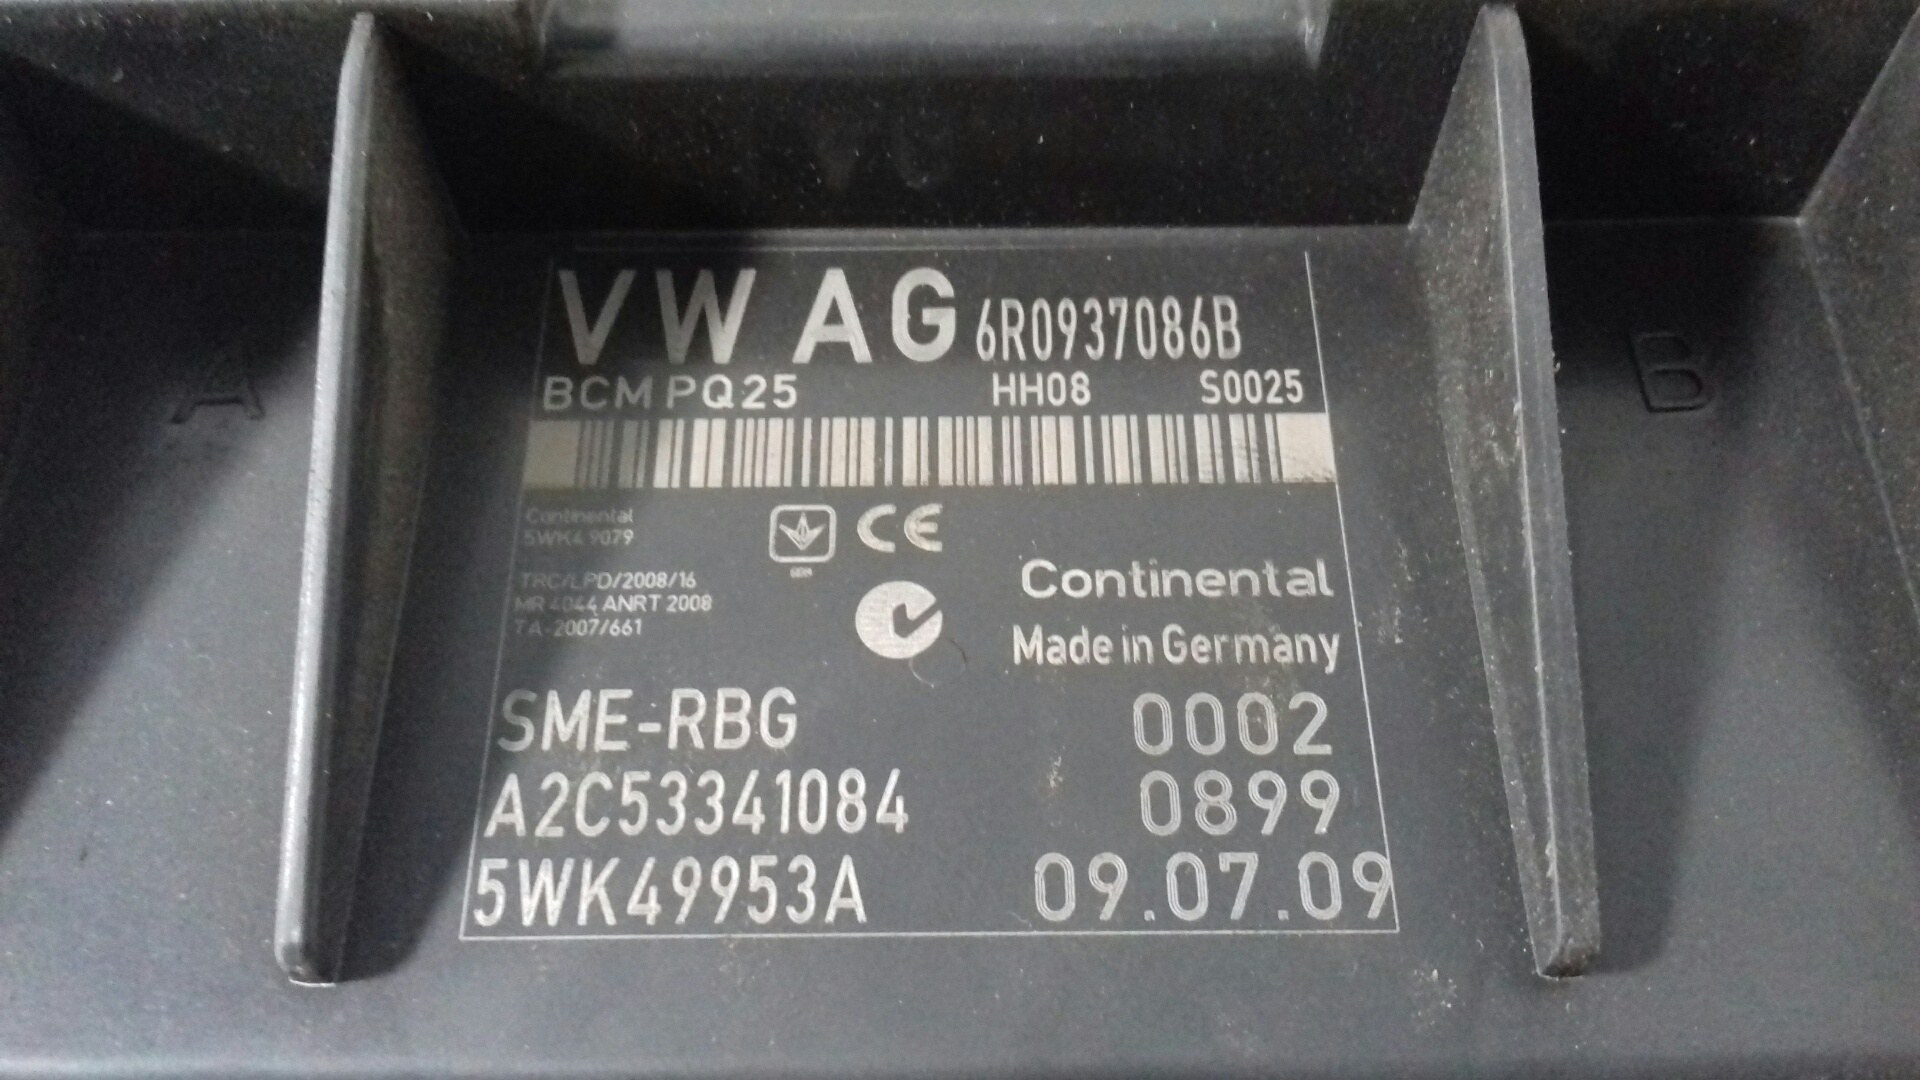 VW AG 6R0937086B
BCM PQ25 HH08 S0025
Continental
5WK4 9079
CE
TRC/LPD/2008/16
MR 4044 ANRT 2008
TA-2007/661
Continental
Made in Germany
SME-RBG 0002
A2C53341084 0899
5WK49953A 09.07.09
A
B